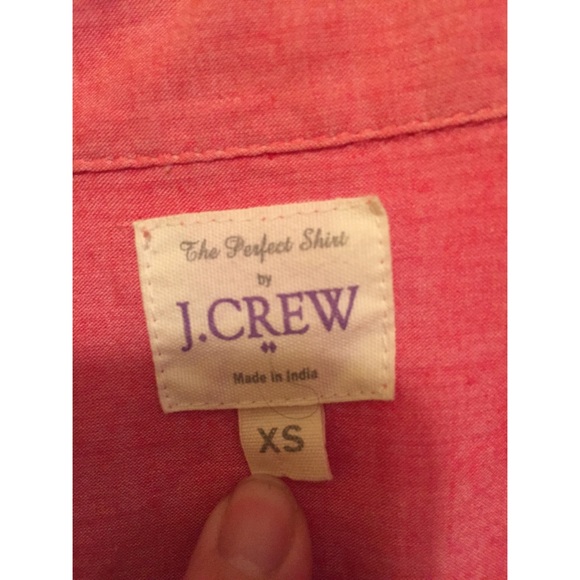 The Perfect Shirt
by
J.CREW
Made in India
XS